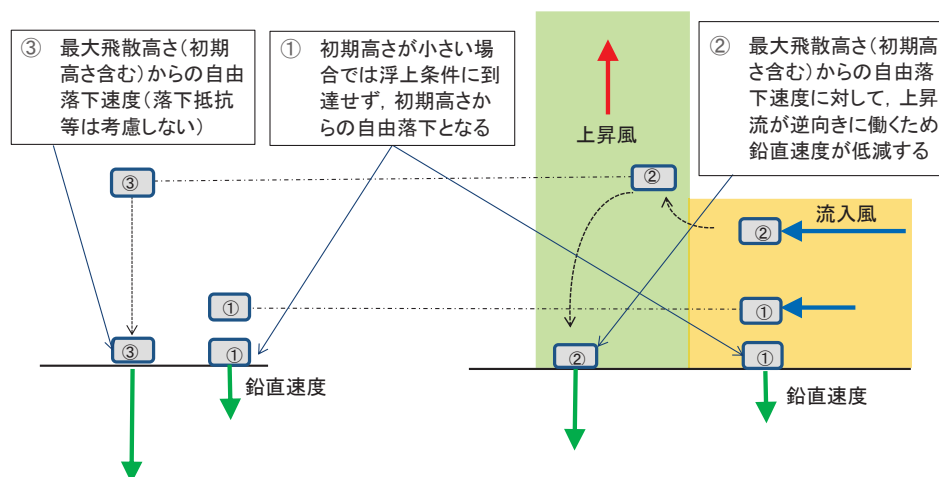 ③ 最大飛散高さ（初期
高さ含む）からの自由
落下速度（落下抵抗
等は考慮しない）
① 初期高さが小さい場
合では浮上条件に到
達せず，初期高さか
らの自由落下となる
② 最大飛散高さ（初期高
さ含む）からの自由落
下速度に対して，上昇
流が逆向きに働くため
鉛直速度が低減する
上昇風
③
②
流入風
②
①
①
③
①
②
①
鉛直速度
鉛直速度